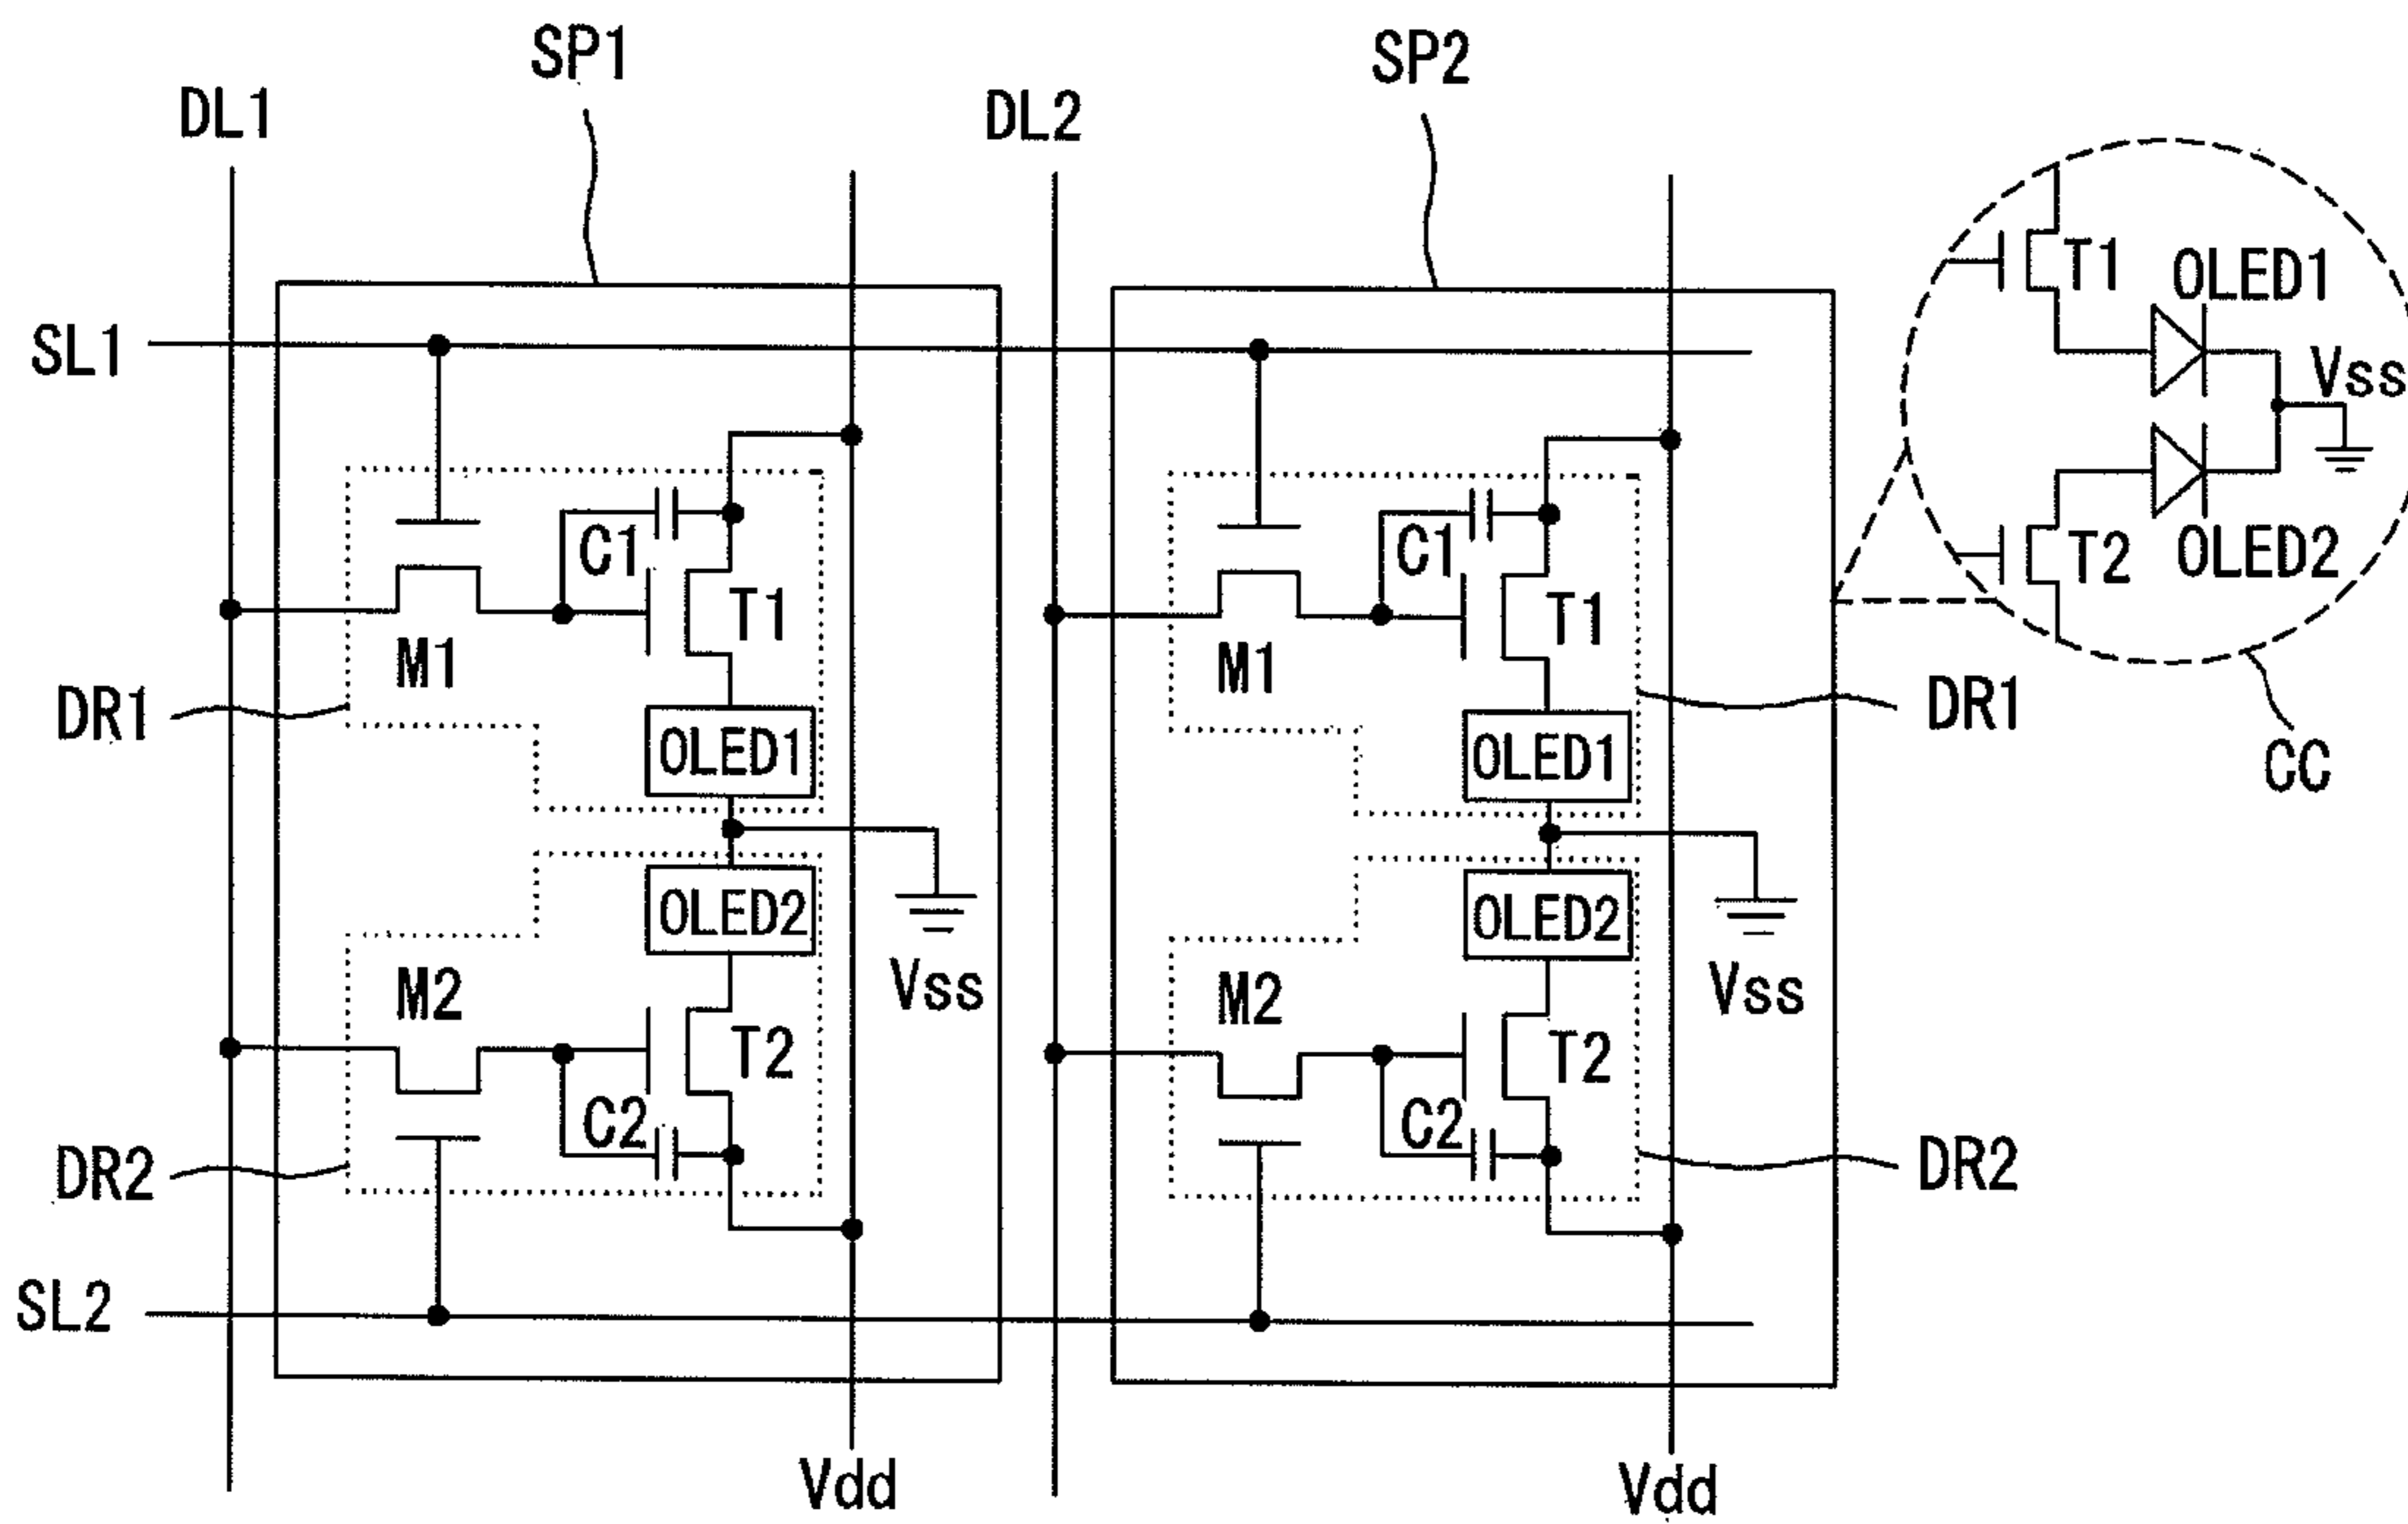 SP1
SP2
DL1
DL2
SL1
T1
OLED1
Vss
C1
C1
T1
T1
T2
OLED2
M1
M1
DR1
DR1
OLED1
OLED1
CC
OLED2
OLED2
M2
M2
Vss
Vss
T2
T2
C2
C2
DR2
DR2
SL2
Vdd
Vdd